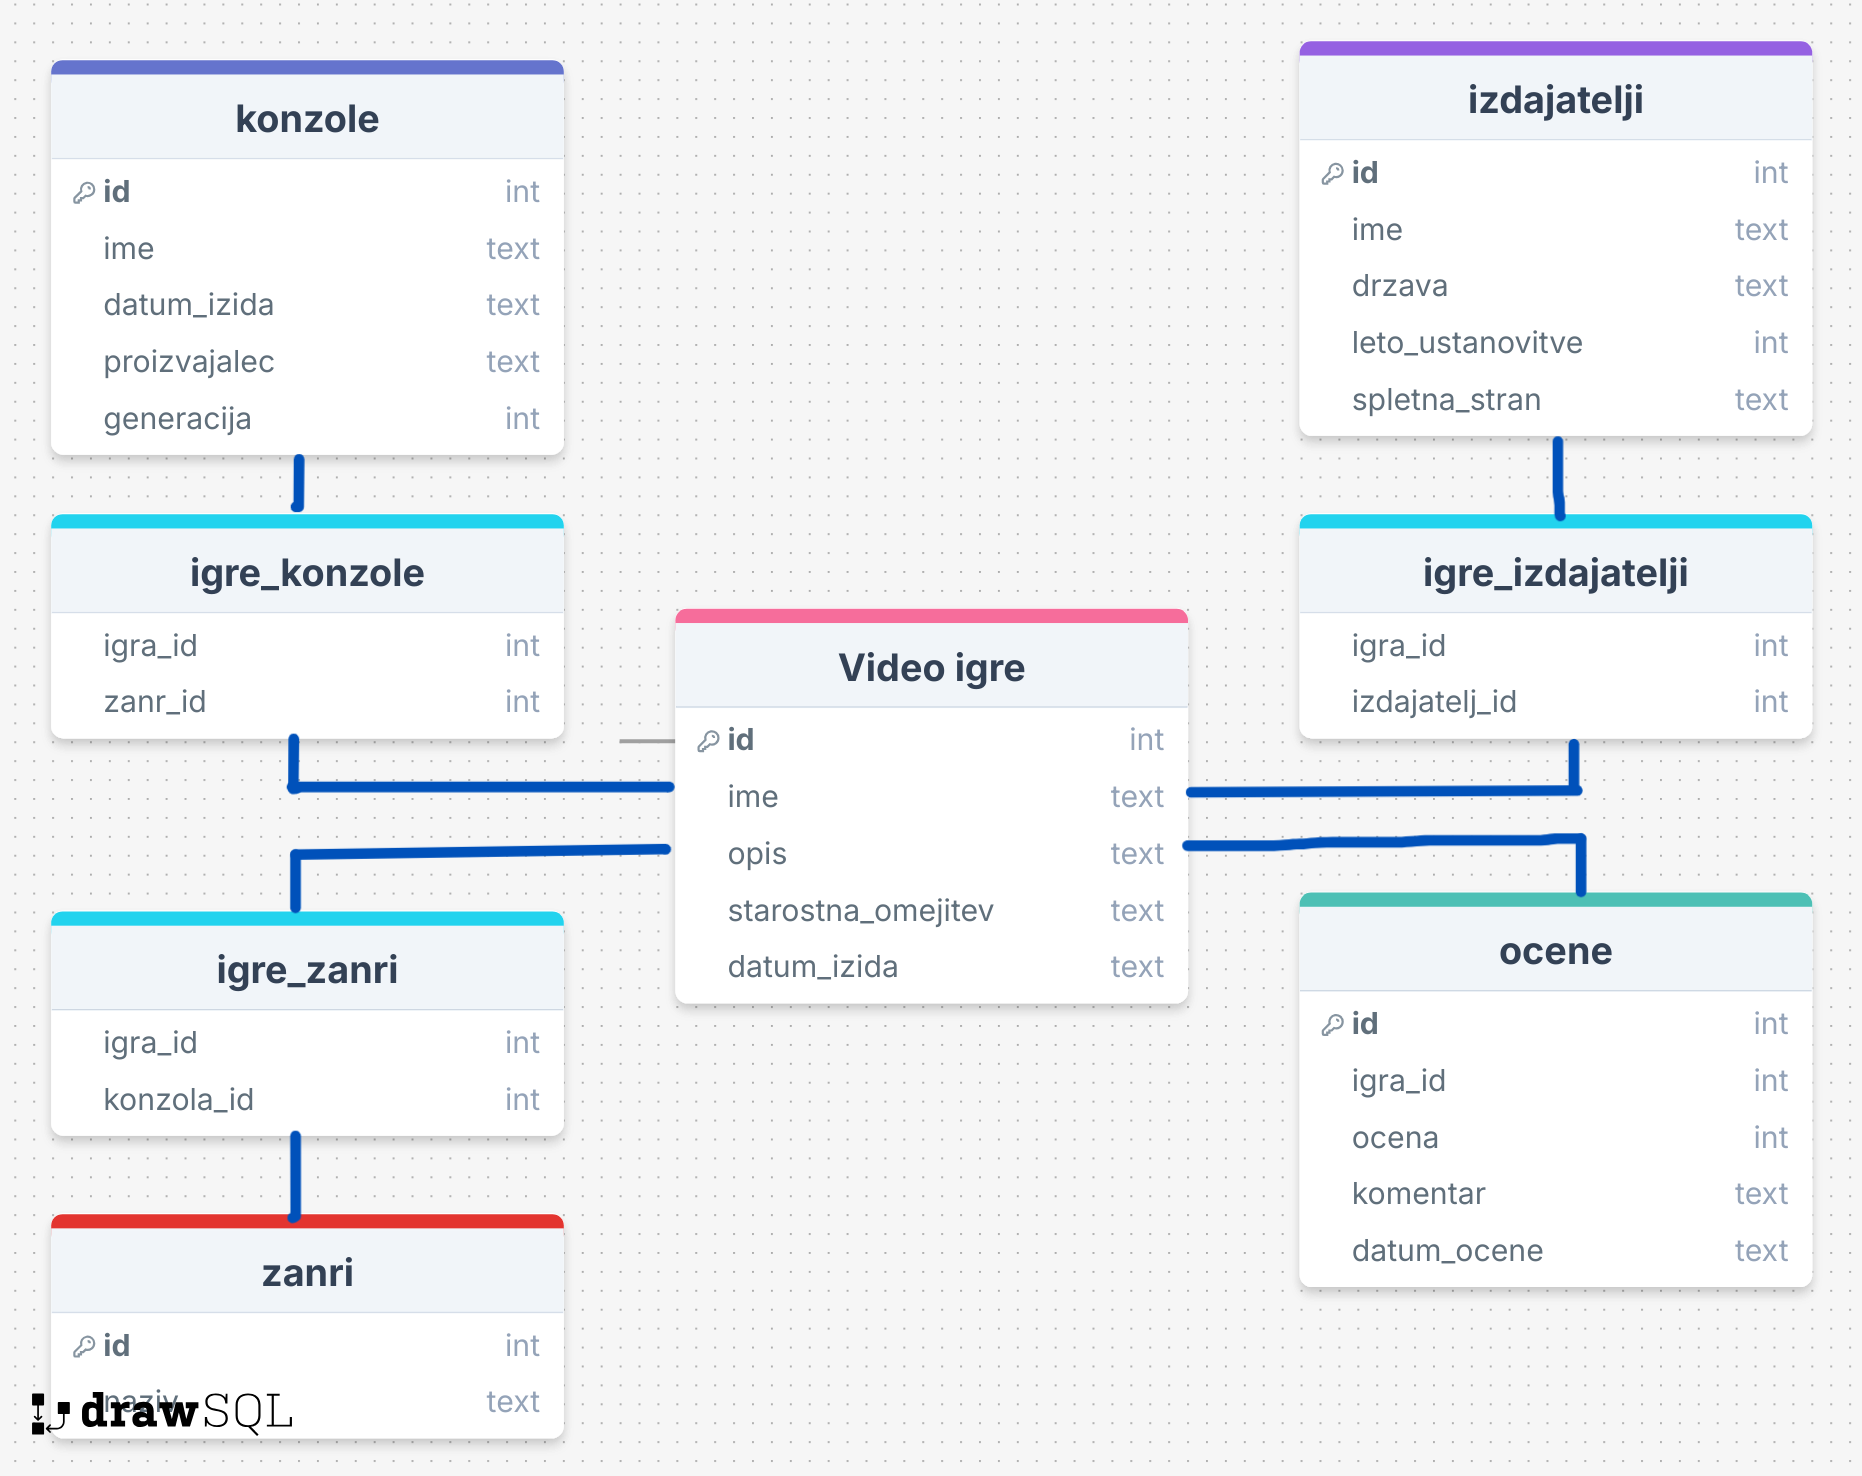 konzole
id int
ime text
datum_izida text
proizvajalec text
generacija int
igre_konzole
igra_id int
zanr_id int
igre_zanri
igra_id int
konzola_id int
zanri
id int
naziv text
drawSQL
Video igre
id int
ime text
opis text
starostna_omejitev text
datum_izida text
izdajatelji
id int
ime text
drzava text
leto_ustanovitve int
spletna_stran text
igre_izdajatelji
igra_id int
izdajatelj_id int
ocene
id int
igra_id int
ocena int
komentar text
datum_ocene text